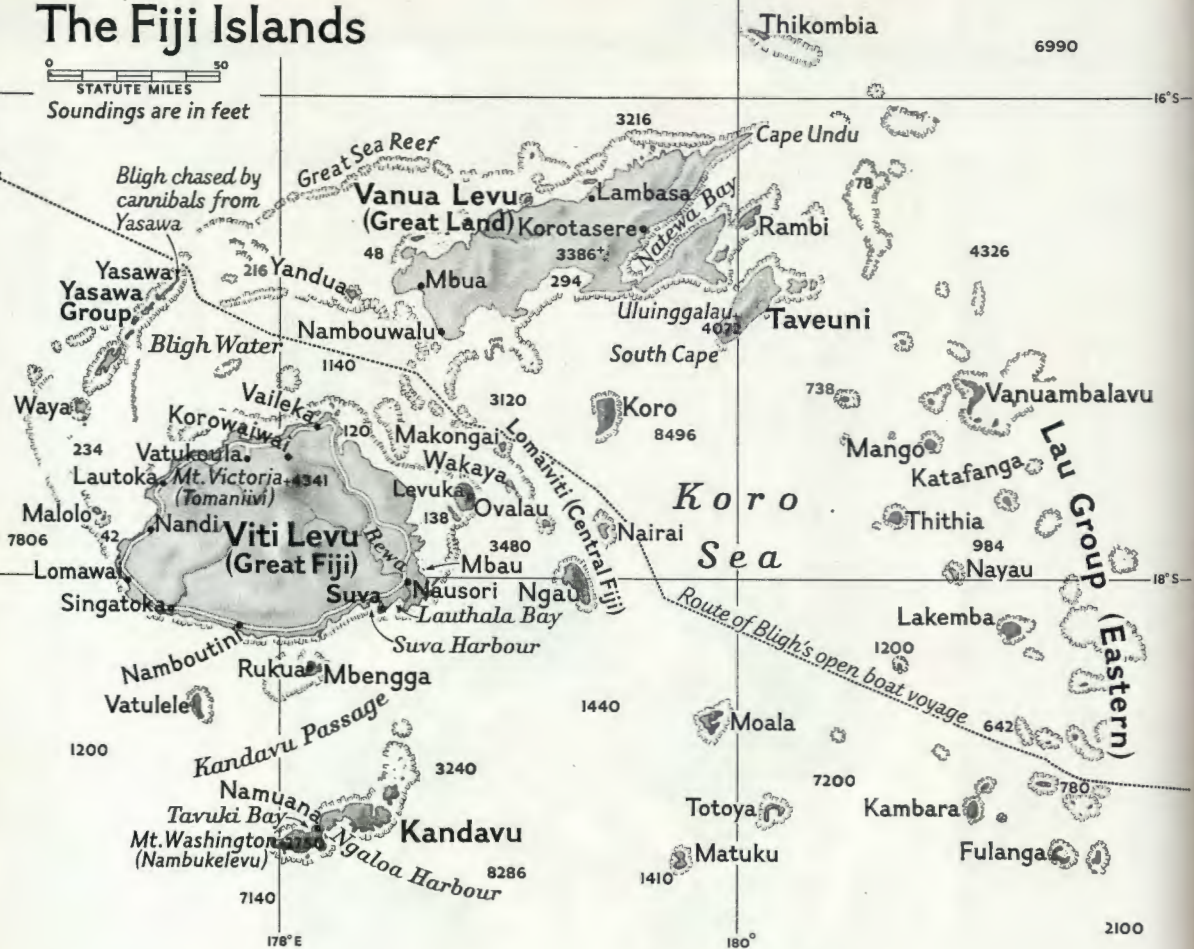 The Fiji Islands
0 50
STATUTE MILES
Soundings are in feet
Thikombia
6990
16°S
3216
Cape Undu
Great Sea Reef
Bligh chased by
cannibals from
Yasawa
Vanua Levu
(Great Land)
Lambasa
Korotasere
Natewa Bay
78
Rambi
48
3386
4326
Yasawa
216
Yandua
Mbua
294
Yasawa
Group
Uluinggalau
4072
Taveuni
Nambouwalu
Bligh Water
South Cape
1140
738
Vanuambalavu
Waya
Vaileka
3120
Koro
8496
Korowaiwai
120
Makongai
Lomaiviti (Central Fiji)
Mango
234
Vatukoula
Wakaya
Katafanga
Lau Group (Eastern)
Lautoka
Mt. Victoria
4341
(Tomaniivi)
Levuka
Ovalau
Koro
Sea
Malolo
Nandi
138
Thithia
7806
42
Viti Levu
(Great Fiji)
Rewa
3480
Nairai
984
Mbau
Nayau
Lomawai
Nausori
Ngau
18°S
Singatoka
Suva
Lauthala Bay
Route of Bligh's open boat voyage
Lakemba
Suva Harbour
1200
Namboutini
Rukua
Mbengga
Vatulele
1440
Moala
642
1200
Kandavu Passage
3240
7200
780
Namuana
Tavuki Bay
Totoya
Kambara
Mt. Washington
2750
(Nambukelevu)
Kandavu
Ngaloa Harbour
Matuku
Fulanga
8286
1410
7140
2100
178°E
180°